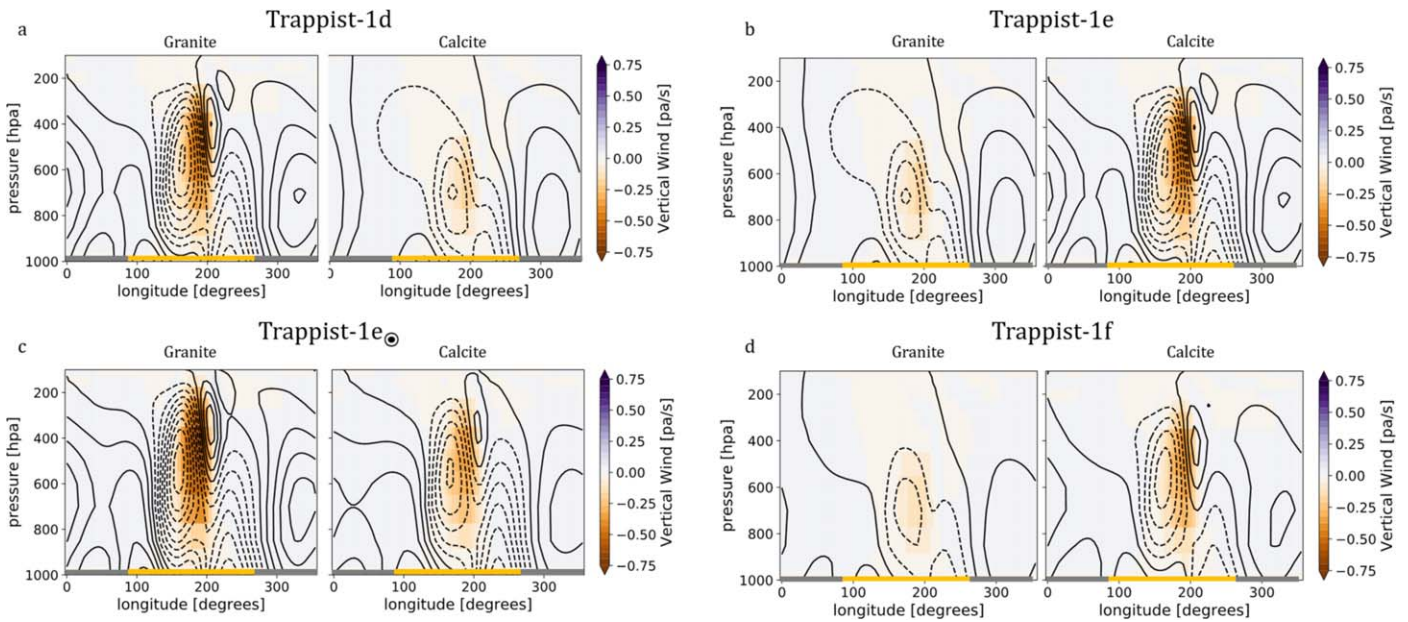 Trappist-1d
a
Granite
Calcite
pressure [hpa]
200
400
600
800
1000
0 100 200 300
0 100 200 300
longitude [degrees]
longitude [degrees]
0.75
0.50
0.25
0.00
−0.25
−0.50
−0.75
Vertical Wind [pa/s]
Trappist-1e
b
Granite
Calcite
pressure [hpa]
200
400
600
800
1000
0 100 200 300
0 100 200 300
longitude [degrees]
longitude [degrees]
0.75
0.50
0.25
0.00
−0.25
−0.50
−0.75
Vertical Wind [pa/s]
Trappist-1e☉
c
Granite
Calcite
pressure [hpa]
200
400
600
800
1000
0 100 200 300
0 100 200 300
longitude [degrees]
longitude [degrees]
0.75
0.50
0.25
0.00
−0.25
−0.50
−0.75
Vertical Wind [pa/s]
Trappist-1f
d
Granite
Calcite
pressure [hpa]
200
400
600
800
1000
0 100 200 300
0 100 200 300
longitude [degrees]
longitude [degrees]
0.75
0.50
0.25
0.00
−0.25
−0.50
−0.75
Vertical Wind [pa/s]